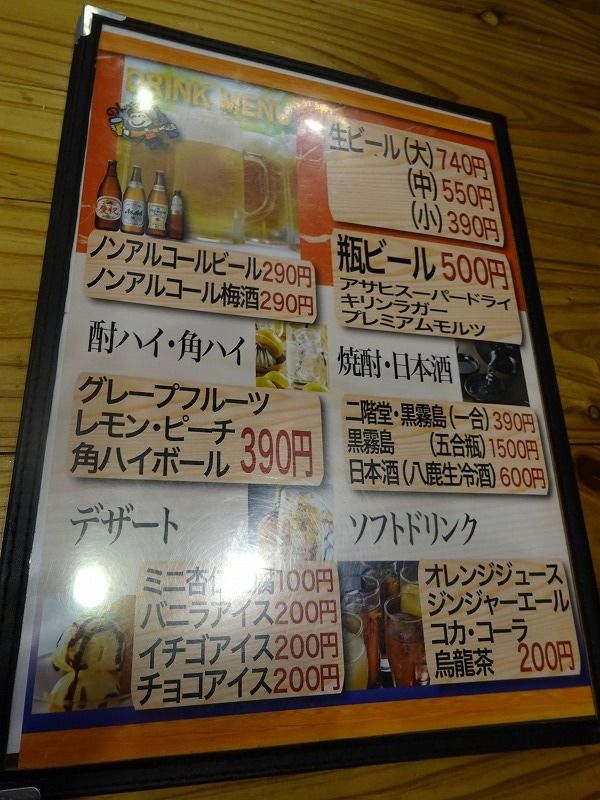 DRINK MENU
生ビール(大)740円
(中)550円
(小)390円
慶祝
Asahi
ノンアルコールビール290円
ノンアルコール梅酒290円
瓶ビール500円
アサヒスーパードライ
キリンラガー
プレミアムモルツ
酎ハイ・角ハイ
グレープフルーツ
レモン・ピーチ
角ハイボール 390円
焼酎・日本酒
二階堂・黒霧島(一合)390円
黒霧島 (五合瓶)1500円
日本酒(八鹿生冷酒)600円
デザート
ミニ杏仁 腐100円
バニラアイス200円
イチゴアイス200円
チョコアイス200円
ソフトドリンク
オレンジジュース
ジンジャーエール
コカ・コーラ
烏龍茶 200円